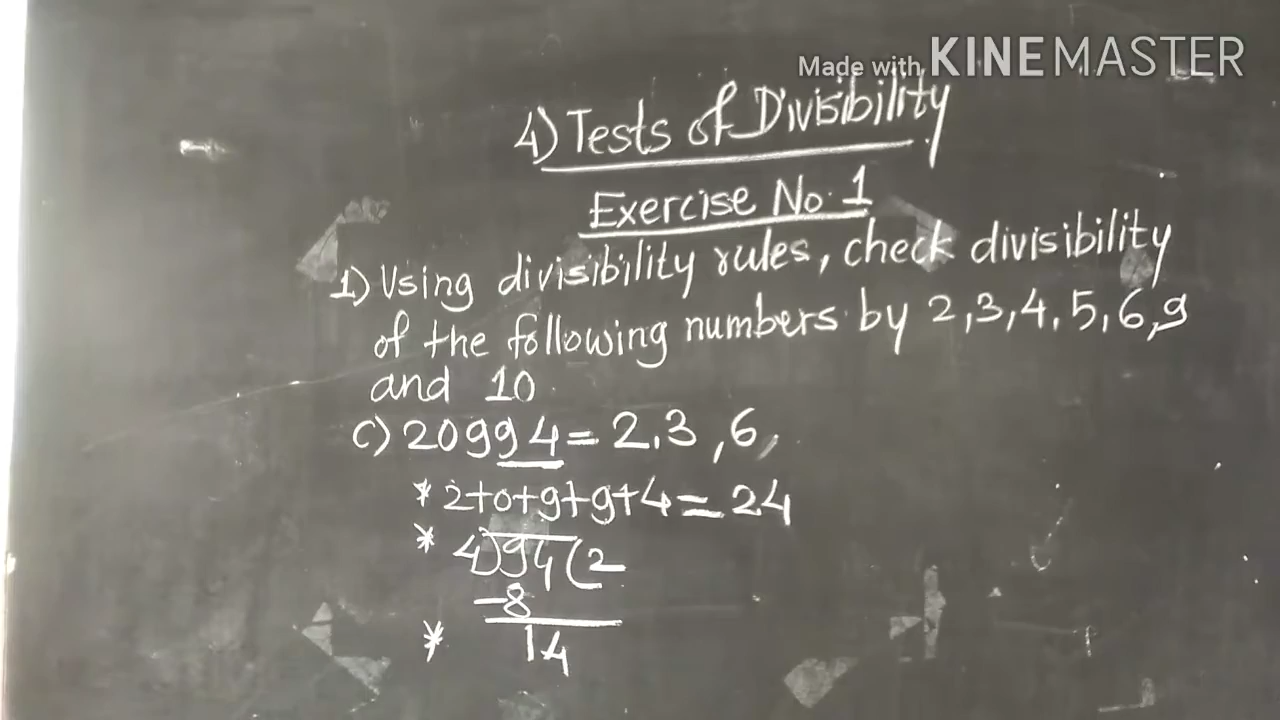 Made with KINEMASTER
4) Tests of Divisibility
Exercise No. 1
1) Using divisibility rules, check divisibility
of the following numbers by 2,3,4,5,6,9
and 10.
C) 20994 = 2,3,6,
* 2+0+9+9+4=24
* 4)94(2
-8
* 14